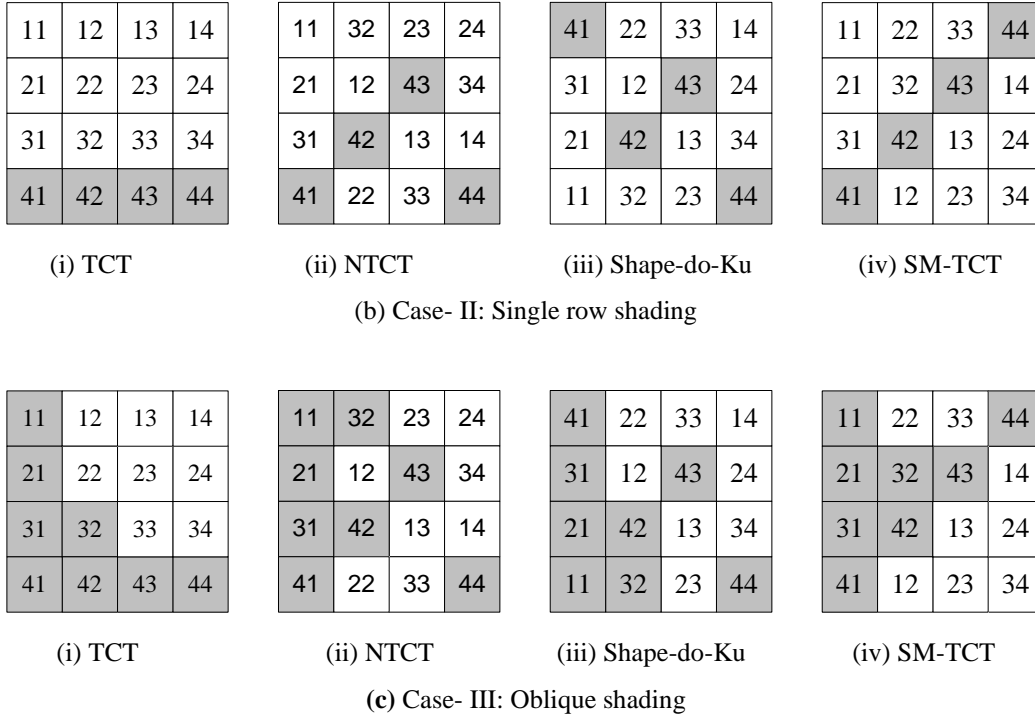 11 12 13 14 11 32 23 24 41 22 33 14 11 22 33 44
21 22 23 24 21 12 43 34 31 12 43 24 21 32 43 14
31 32 33 34 31 42 13 14 21 42 13 34 31 42 13 24
41 42 43 44 41 22 33 44 11 32 23 44 41 12 23 34
(i) TCT (ii) NTCT (iii) Shape-do-Ku (iv) SM-TCT
(b) Case- II: Single row shading
11 12 13 14 11 32 23 24 41 22 33 14 11 22 33 44
21 22 23 24 21 12 43 34 31 12 43 24 21 32 43 14
31 32 33 34 31 42 13 14 21 42 13 34 31 42 13 24
41 42 43 44 41 22 33 44 11 32 23 44 41 12 23 34
(i) TCT (ii) NTCT (iii) Shape-do-Ku (iv) SM-TCT
(c) Case- III: Oblique shading